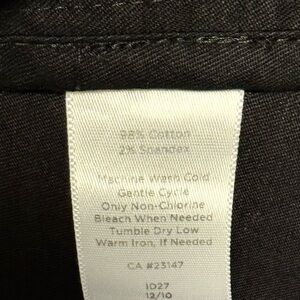 98% Cotton
2% Spandex
Machine Wash Cold
Gentle Cycle
Only Non-Chlorine
Bleach When Needed
Tumble Dry Low
Warm Iron, If Needed
CA #23147
1027
12/10